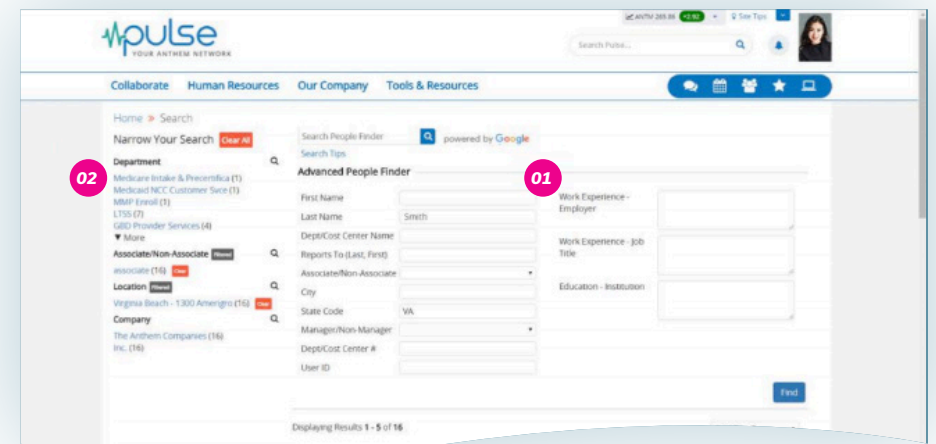 ANTM 265.86 +2.92
Site Tips
pulse
YOUR ANTHEM NETWORK
Search Pulse...
Collaborate Human Resources Our Company Tools & Resources
Home » Search
Narrow Your Search Clear All
Search People Finder
powered by Google
Search Tips
02
Department
Medicare Intake & Precertifica (1)
Medicaid NCC Customer Svce (1)
MMP Enroll (1)
LTSS (7)
GBD Provider Services (4)
▼ More
Associate/Non-Associate Filtered
associate (16) Clear
Location Filtered
Virginia Beach - 1300 Amerigro (16) Clear
Company
The Anthem Companies (16)
Inc. (16)
Advanced People Finder
01
First Name
Last Name Smith
Dept/Cost Center Name
Reports To (Last, First)
Associate/Non-Associate
City
State Code VA
Manager/Non-Manager
Dept/Cost Center #
User ID
Work Experience - Employer
Work Experience - Job Title
Education - Institution
Find
Displaying Results 1 - 5 of 16